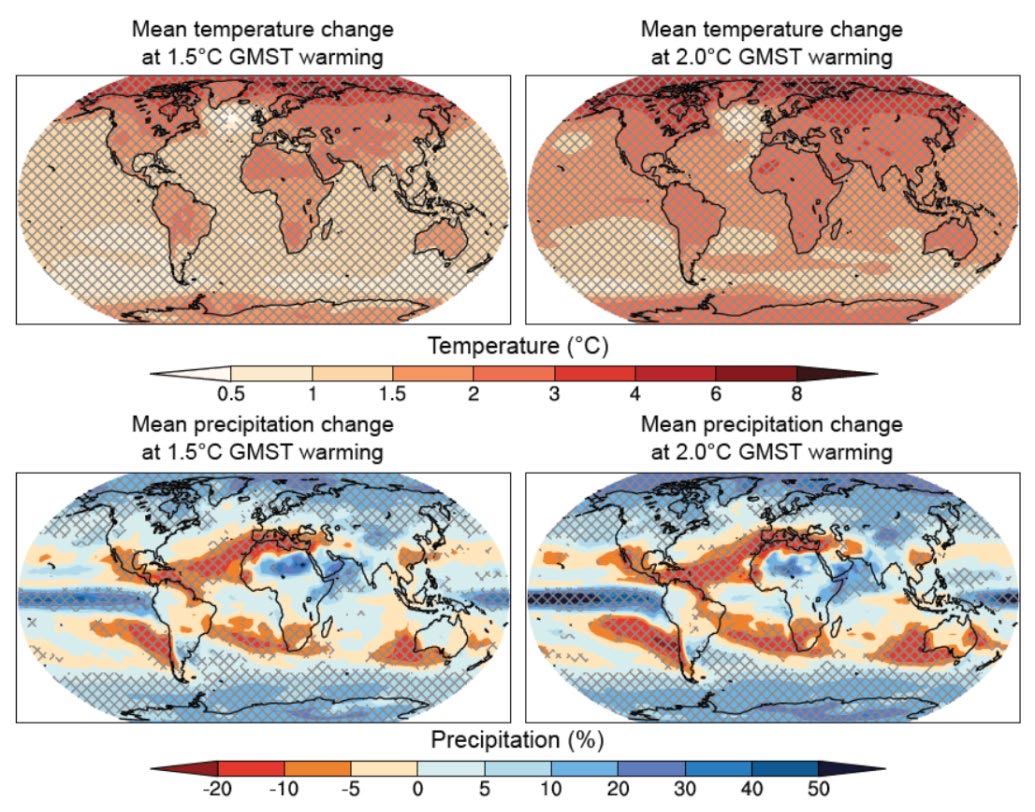 Mean temperature change
at 1.5°C GMST warming
Mean temperature change
at 2.0°C GMST warming
Temperature (°C)
0.5 1 1.5 2 3 4 6 8
Mean precipitation change
at 1.5°C GMST warming
Mean precipitation change
at 2.0°C GMST warming
Precipitation (%)
-20 -10 -5 0 5 10 20 30 40 50